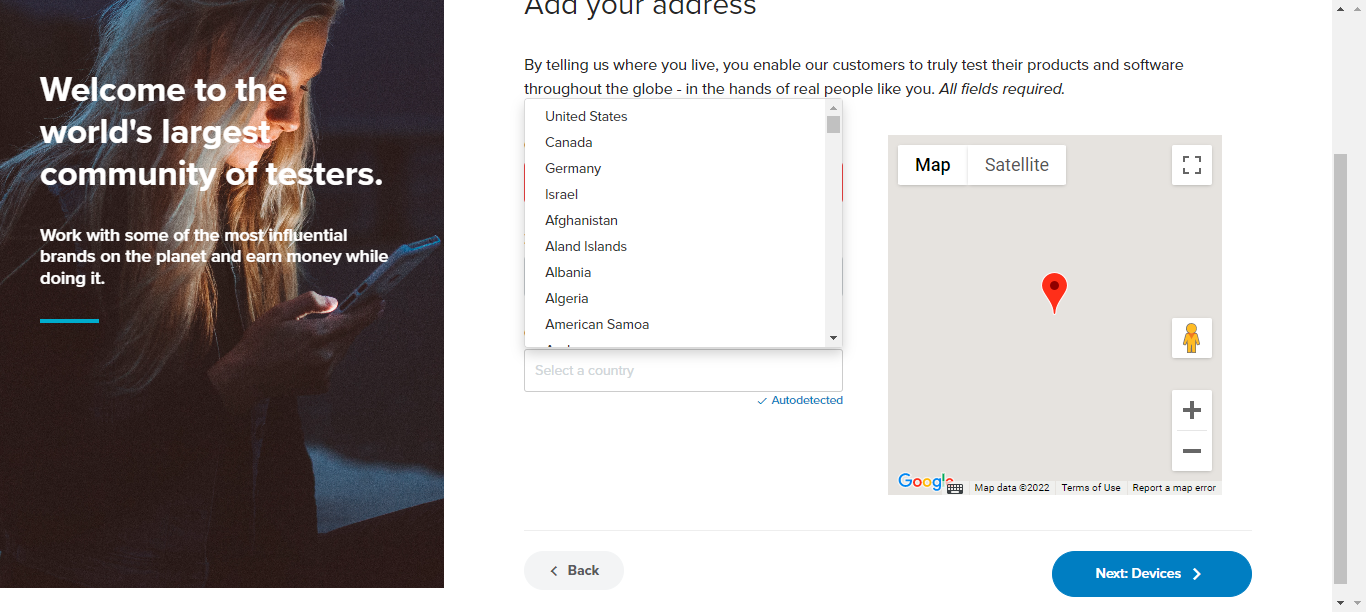 Add your address
Welcome to the
world's largest
community of testers.
Work with some of the most influential
brands on the planet and earn money while
doing it.
By telling us where you live, you enable our customers to truly test their products and software
throughout the globe - in the hands of real people like you. All fields required.
United States
Canada
Germany
Israel
Afghanistan
Aland Islands
Albania
Algeria
American Samoa
Select a country
Autodetected
Map
Satellite
Google
Map data ©2022
Terms of Use
Report a map error
Back
Next: Devices